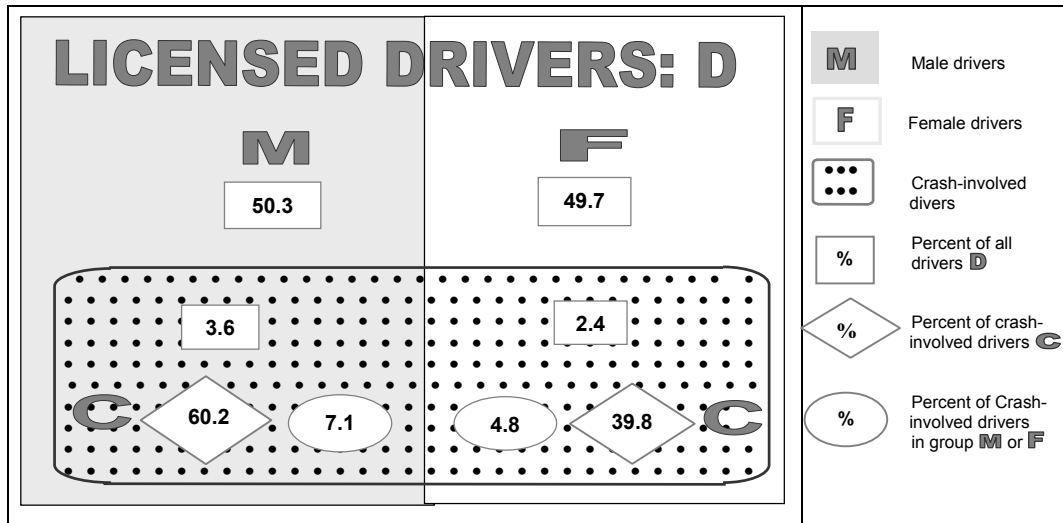 LICENSED DRIVERS: D
M
F
50.3
49.7
3.6
2.4
C
60.2
7.1
4.8
39.8
C
M
Male drivers
F
Female drivers
Crash-involved
divers
%
Percent of all
drivers D
%
Percent of crash-
involved drivers C
%
Percent of Crash-
involved drivers
in group M or F